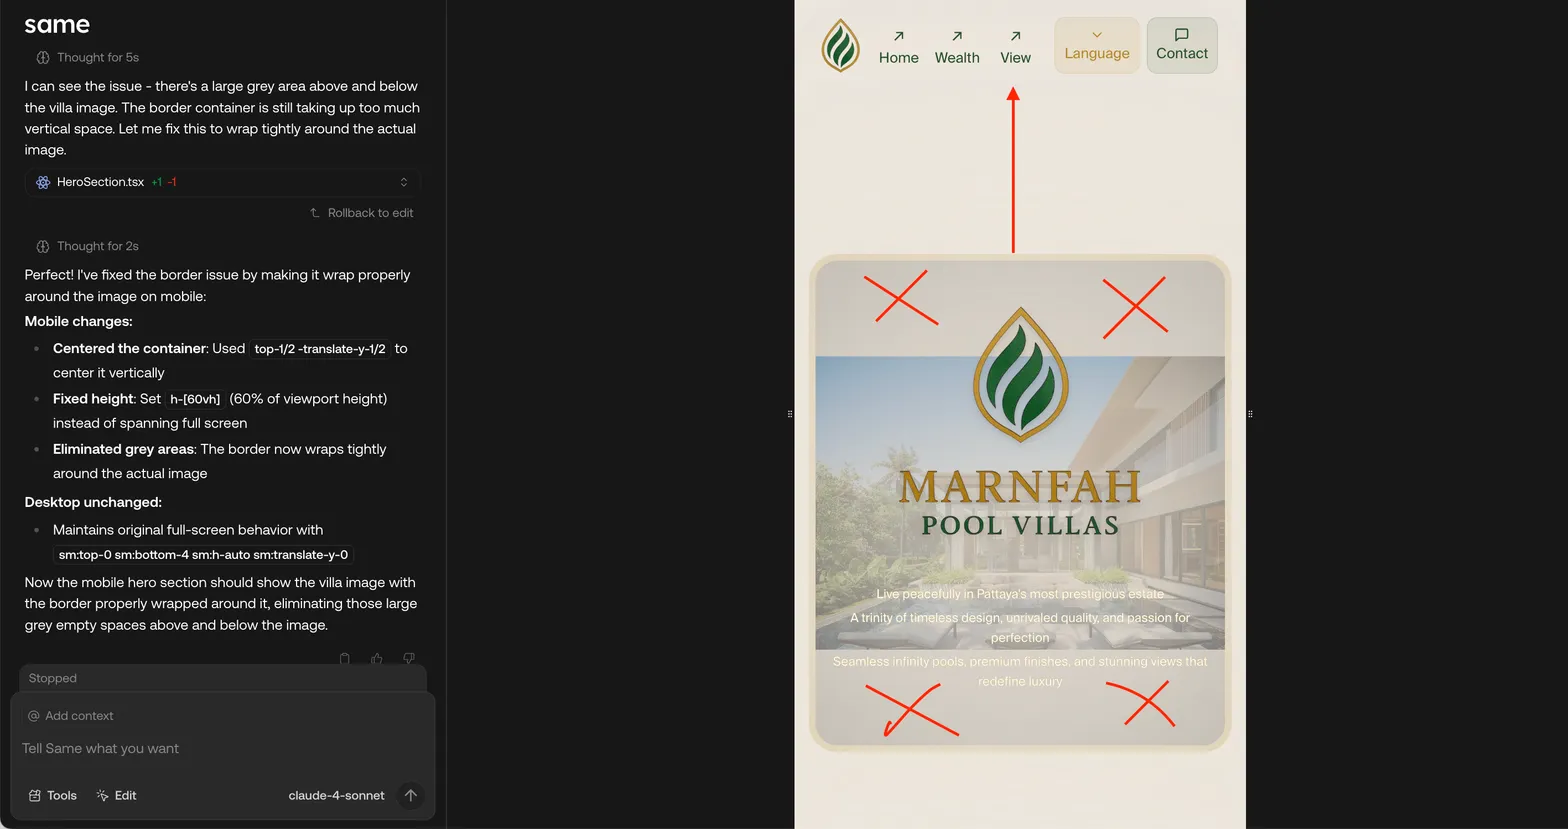 same
Thought for 5s
I can see the issue - there's a large grey area above and below
the villa image. The border container is still taking up too much
vertical space. Let me fix this to wrap tightly around the actual
image.
HeroSection.tsx +1 -1
Rollback to edit
Thought for 2s
Perfect! I've fixed the border issue by making it wrap properly
around the image on mobile:
Mobile changes:
Centered the container: Used top-1/2 -translate-y-1/2 to
center it vertically
Fixed height: Set h-[60vh] (60% of viewport height)
instead of spanning full screen
Eliminated grey areas: The border now wraps tightly
around the actual image
Desktop unchanged:
Maintains original full-screen behavior with
sm:top-0 sm:bottom-4 sm:h-auto sm:translate-y-0
Now the mobile hero section should show the villa image with
the border properly wrapped around it, eliminating those large
grey empty spaces above and below the image.
Stopped
@ Add context
Tell Same what you want
Tools Edit claude-4-sonnet
Home Wealth View Language Contact
MARNFAH
POOL VILLAS
Live peacefully in Pattaya's most prestigious estate
A trinity of timeless design, unrivaled quality, and passion for
perfection
Seamless infinity pools, premium finishes, and stunning views that
redefine luxury